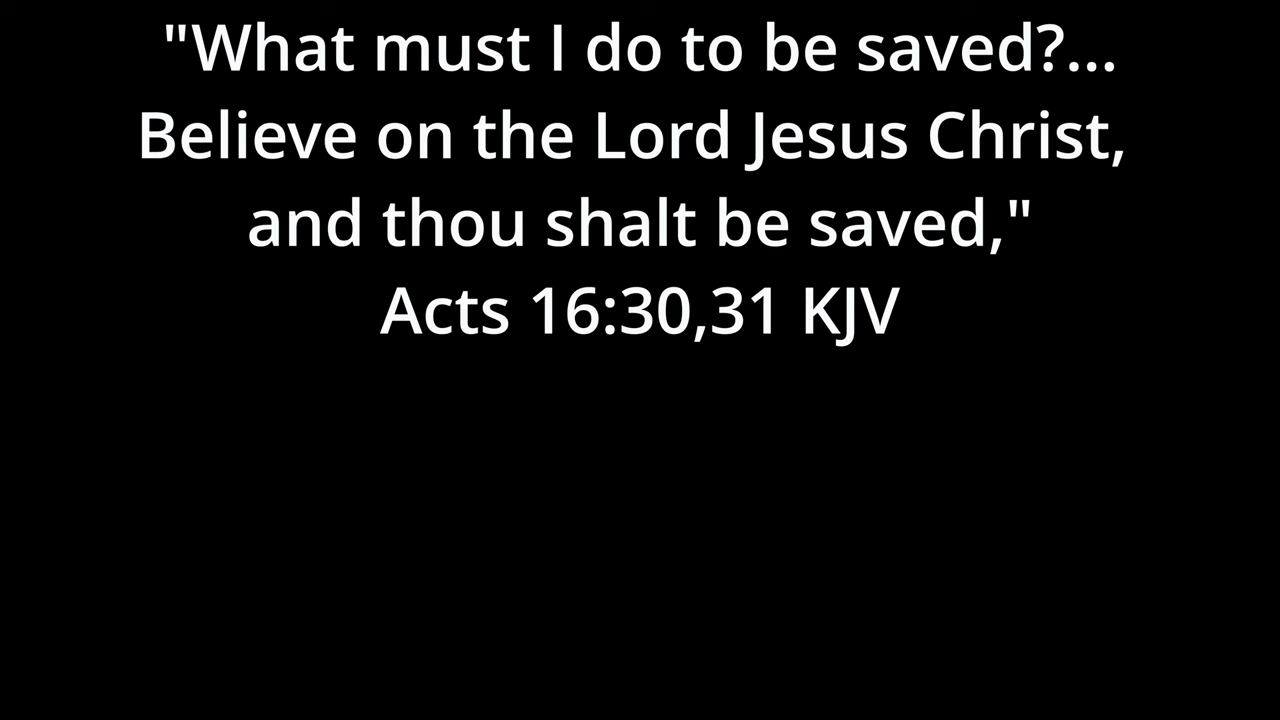 "What must I do to be saved?...
Believe on the Lord Jesus Christ,
and thou shalt be saved,"
Acts 16:30,31 KJV